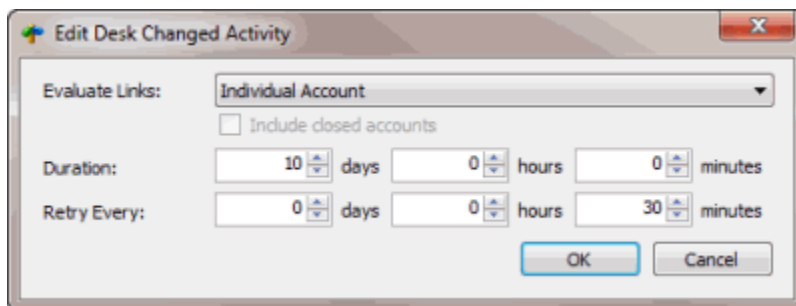 Edit Desk Changed Activity
Evaluate Links: Individual Account
Include closed accounts
Duration: 10 days 0 hours 0 minutes
Retry Every: 0 days 0 hours 30 minutes
OK Cancel